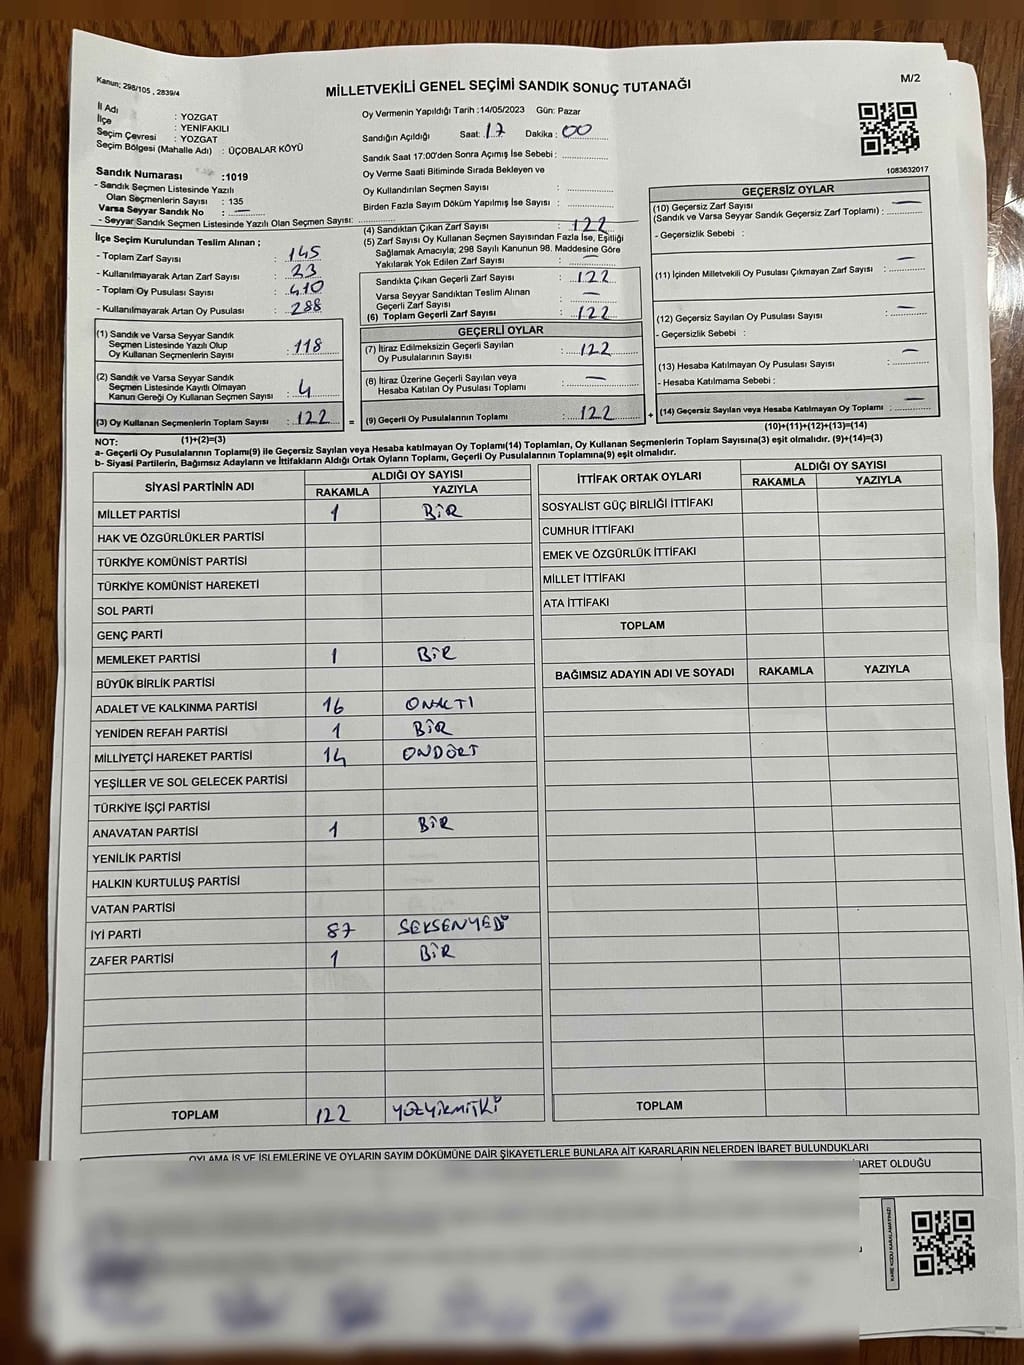 Kanun; 298/105 , 2839/4
MİLLETVEKİLİ GENEL SEÇİMİ SANDIK SONUÇ TUTANAĞI
M/2
İl Adı : YOZGAT
İlçe : YENİFAKILI
Seçim Çevresi : YOZGAT
Seçim Bölgesi (Mahalle Adı) : ÜÇOBALAR KÖYÜ
Sandık Numarası :1019
- Sandık Seçmen Listesinde Yazılı
Olan Seçmenlerin Sayısı : 135
Varsa Seyyar Sandık No : —
- Seyyar Sandık Seçmen Listesinde Yazılı Olan Seçmen Sayısı:
Oy Vermenin Yapıldığı Tarih :14/05/2023 Gün: Pazar
Sandığın Açıldığı Saat: 17 Dakika : 00
Sandık Saat 17:00'den Sonra Açımış İse Sebebi :
Oy Verme Saati Bitiminde Sırada Bekleyen ve
Oy Kullandırılan Seçmen Sayısı :
Birden Fazla Sayım Döküm Yapılmış İse Sayısı :
1083632017
İlçe Seçim Kurulundan Teslim Alınan ;
- Toplam Zarf Sayısı : 145
- Kullanılmayarak Artan Zarf Sayısı : 23
- Toplam Oy Pusulası Sayısı : 410
- Kullanılmayarak Artan Oy Pusulası : 288
(1) Sandık ve Varsa Seyyar Sandık
Seçmen Listesinde Yazılı Olup
Oy Kullanan Seçmenlerin Sayısı : 118
(2) Sandık ve Varsa Seyyar Sandık
Seçmen Listesinde Kayıtlı Olmayan
Kanun Gereği Oy Kullanan Seçmen Sayısı : 4
(3) Oy Kullanan Seçmenlerin Toplam Sayısı : 122
(1)+(2)=(3)
(4) Sandıktan Çıkan Zarf Sayısı : 122
(5) Zarf Sayısı Oy Kullanan Seçmen Sayısından Fazla İse, Eşitliği
Sağlamak Amacıyla, 298 Sayılı Kanunun 98. Maddesine Göre
Yakılarak Yok Edilen Zarf Sayısı : —
Sandıkta Çıkan Geçerli Zarf Sayısı : 122
Varsa Seyyar Sandıktan Teslim Alınan
Geçerli Zarf Sayısı : —
(6) Toplam Geçerli Zarf Sayısı : 122
GEÇERLİ OYLAR
(7) İtiraz Edilmeksizin Geçerli Sayılan
Oy Pusulalarının Sayısı : 122
(8) İtiraz Üzerine Geçerli Sayılan veya
Hesaba Katılan Oy Pusulası Toplamı : —
= (9) Geçerli Oy Pusulalarının Toplamı : 122
GEÇERSİZ OYLAR
(10) Geçersiz Zarf Sayısı
(Sandık ve Varsa Seyyar Sandık Geçersiz Zarf Toplamı) : —
- Geçersizlik Sebebi :
(11) İçinden Milletvekili Oy Pusulası Çıkmayan Zarf Sayısı : —
(12) Geçersiz Sayılan Oy Pusulası Sayısı : —
- Geçersizlik Sebebi :
(13) Hesaba Katılmayan Oy Pusulası Sayısı : —
- Hesaba Katılmama Sebebi :
+ (14) Geçersiz Sayılan veya Hesaba Katılmayan Oy Toplamı : —
(10)+(11)+(12)+(13)=(14)
NOT:
a- Geçerli Oy Pusulalarının Toplamı(9) ile Geçersiz Sayılan veya Hesaba katılmayan Oy Toplamı(14) Toplamları, Oy Kullanan Seçmenlerin Toplam Sayısına(3) eşit olmalıdır. (9)+(14)=(3)
b- Siyasi Partilerin, Bağımsız Adayların ve İttifakların Aldığı Ortak Oyların Toplamı, Geçerli Oy Pusulalarının Toplamına(9) eşit olmalıdır.
SİYASİ PARTİNİN ADI ALDIĞI OY SAYISI
RAKAMLA YAZIYLA
MİLLET PARTİSİ 1 BİR
HAK VE ÖZGÜRLÜKLER PARTİSİ
TÜRKİYE KOMÜNİST PARTİSİ
TÜRKİYE KOMÜNİST HAREKETİ
SOL PARTİ
GENÇ PARTİ
MEMLEKET PARTİSİ 1 BİR
BÜYÜK BİRLİK PARTİSİ
ADALET VE KALKINMA PARTİSİ 16 ONALTI
YENİDEN REFAH PARTİSİ 1 BİR
MİLLİYETÇİ HAREKET PARTİSİ 14 ONDÖRT
YEŞİLLER VE SOL GELECEK PARTİSİ
TÜRKİYE İŞÇİ PARTİSİ
ANAVATAN PARTİSİ 1 BİR
YENİLİK PARTİSİ
HALKIN KURTULUŞ PARTİSİ
VATAN PARTİSİ
İYİ PARTİ 87 SEKSENYEDİ
ZAFER PARTİSİ 1 BİR
TOPLAM 122 YÜZYİRMİİKİ
İTTİFAK ORTAK OYLARI ALDIĞI OY SAYISI
RAKAMLA YAZIYLA
SOSYALİST GÜÇ BİRLİĞİ İTTİFAKI
CUMHUR İTTİFAKI
EMEK VE ÖZGÜRLÜK İTTİFAKI
MİLLET İTTİFAKI
ATA İTTİFAKI
TOPLAM
BAĞIMSIZ ADAYIN ADI VE SOYADI RAKAMLA YAZIYLA
TOPLAM
OYLAMA İŞ VE İŞLEMLERİNE VE OYLARIN SAYIM DÖKÜMÜNE DAİR ŞİKAYETLERLE BUNLARA AİT KARARLARIN NELERDEN İBARET BULUNDUKLARI
İBARET OLDUĞU